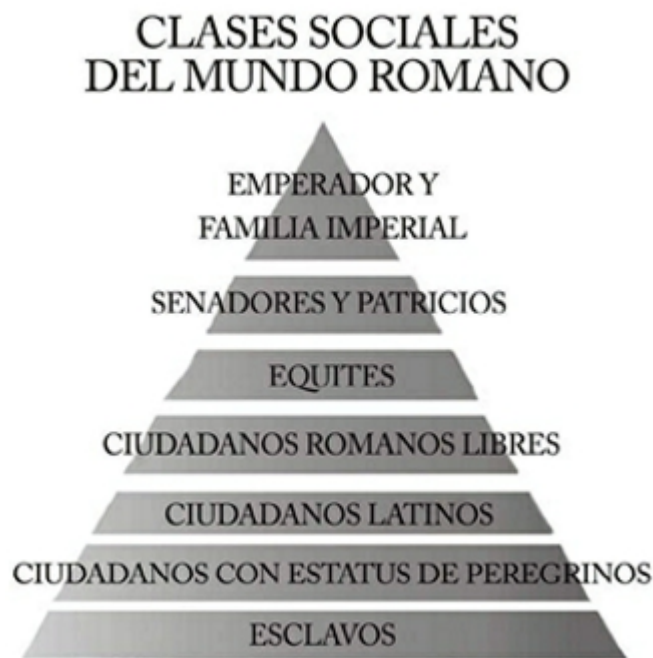 CLASES SOCIALES
DEL MUNDO ROMANO
EMPERADOR Y
FAMILIA IMPERIAL
SENADORES Y PATRICIOS
EQUITES
CIUDADANOS ROMANOS LIBRES
CIUDADANOS LATINOS
CIUDADANOS CON ESTATUS DE PEREGRINOS
ESCLAVOS